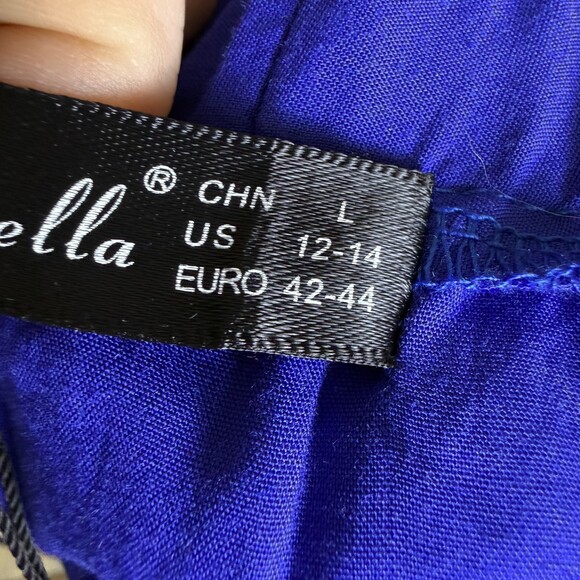 ella ®
CHN L
US 12-14
EURO 42-44